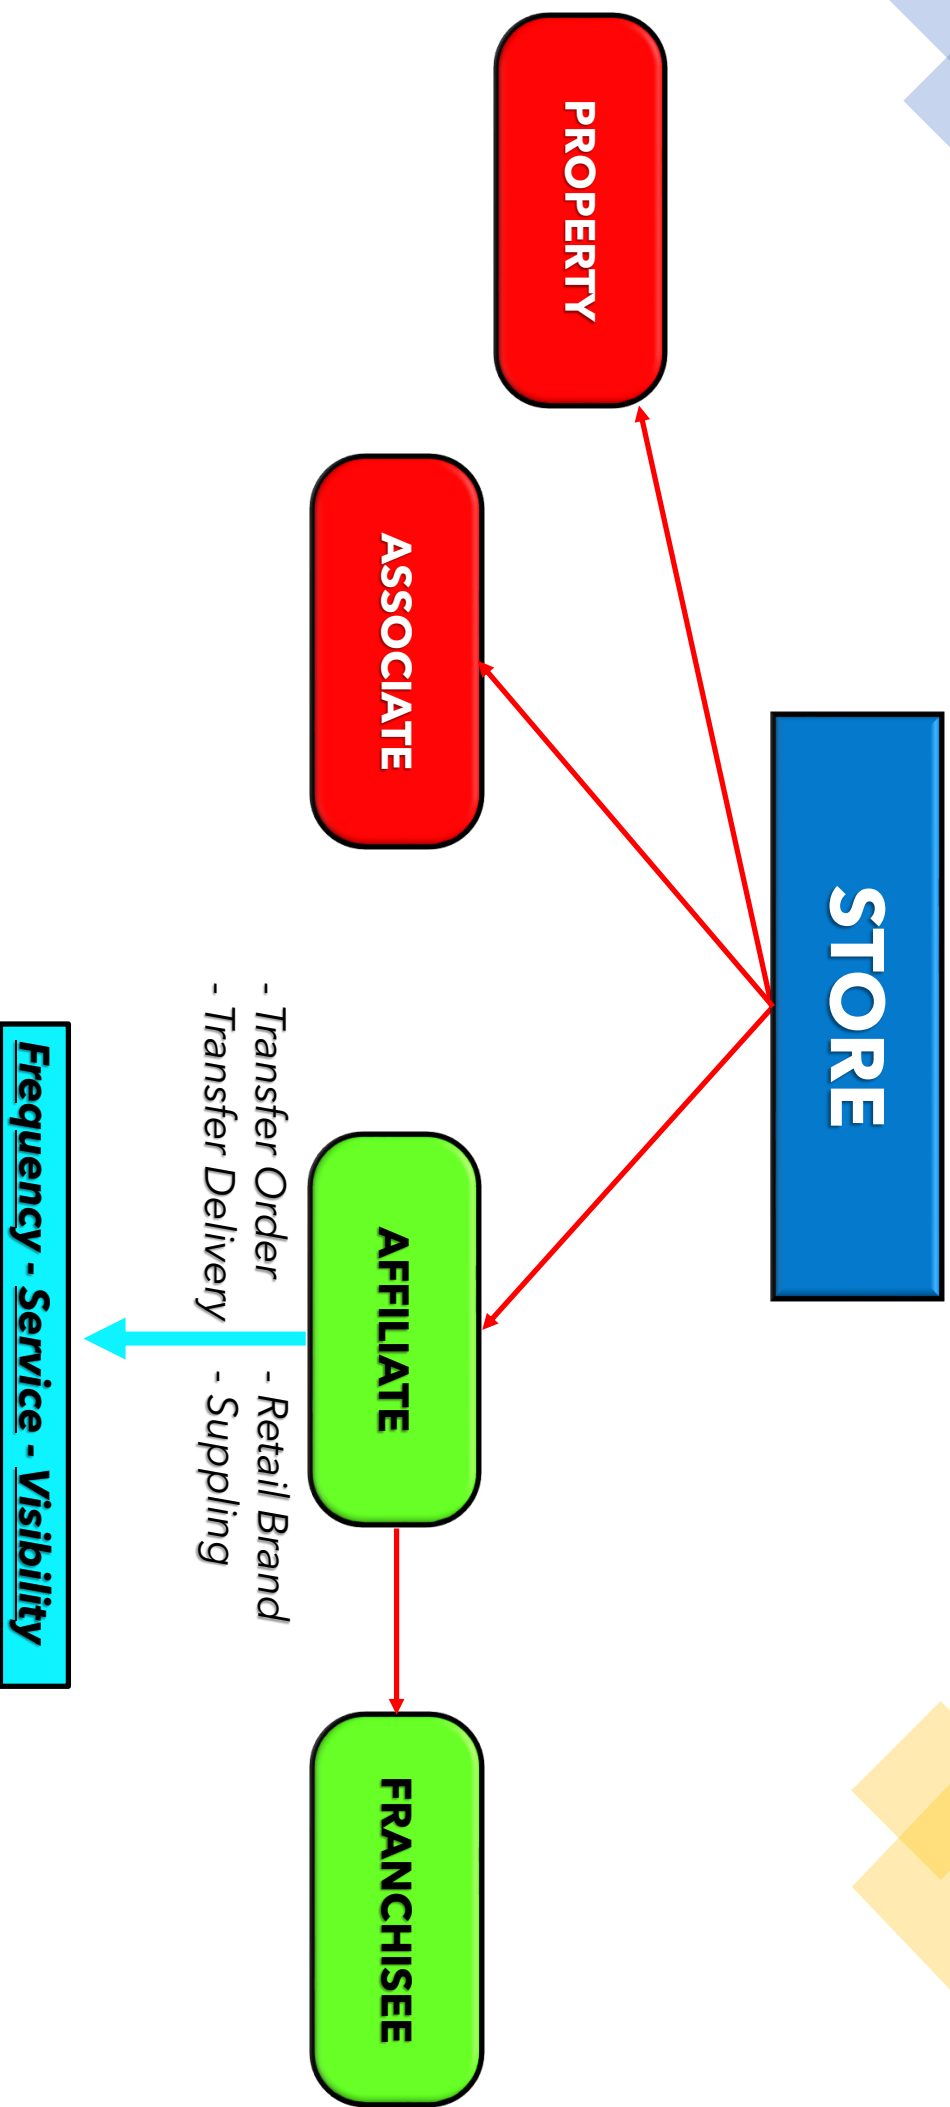 STORE
PROPERTY
ASSOCIATE
AFFILIATE
FRANCHISEE
- Transfer Order
- Transfer Delivery
- Retail Brand
- Suppling
Frequency - Service - Visibility